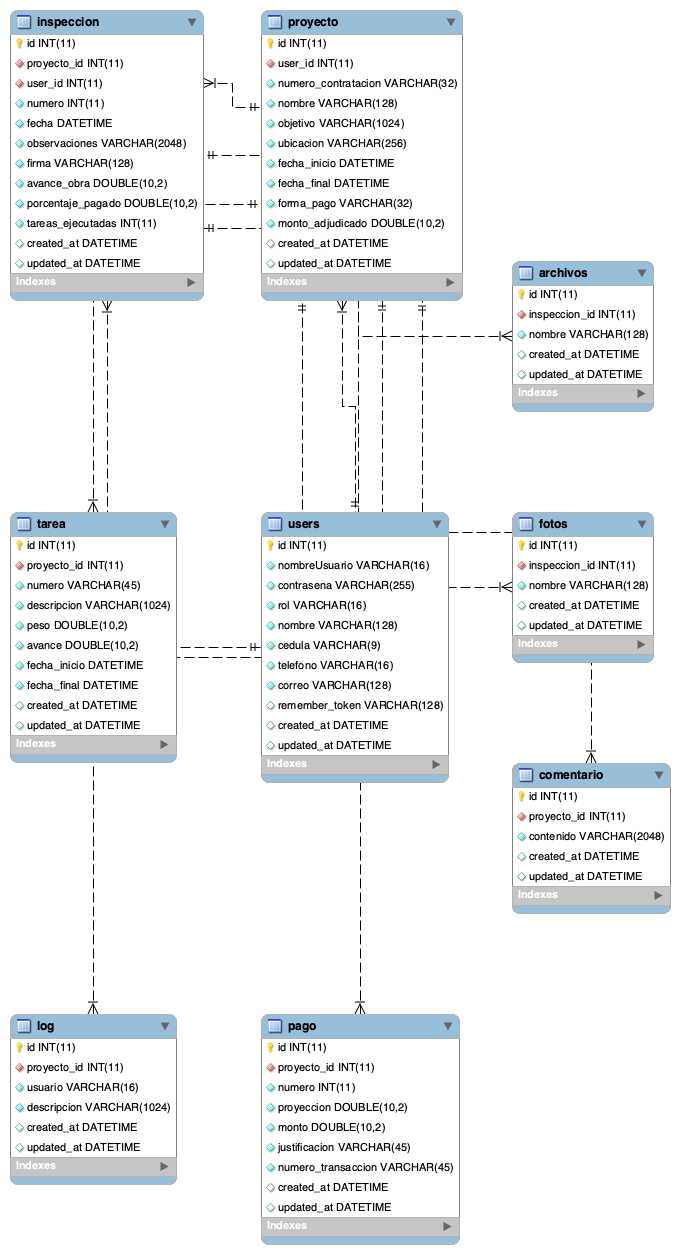 inspeccion
id INT(11)
proyecto_id INT(11)
user_id INT(11)
numero INT(11)
fecha DATETIME
observaciones VARCHAR(2048)
firma VARCHAR(128)
avance_obra DOUBLE(10,2)
porcentaje_pagado DOUBLE(10,2)
tareas_ejecutadas INT(11)
created_at DATETIME
updated_at DATETIME
Indexes
proyecto
id INT(11)
user_id INT(11)
numero_contratacion VARCHAR(32)
nombre VARCHAR(128)
objetivo VARCHAR(1024)
ubicacion VARCHAR(256)
fecha_inicio DATETIME
fecha_final DATETIME
forma_pago VARCHAR(32)
monto_adjudicado DOUBLE(10,2)
created_at DATETIME
updated_at DATETIME
Indexes
archivos
id INT(11)
inspeccion_id INT(11)
nombre VARCHAR(128)
created_at DATETIME
updated_at DATETIME
Indexes
tarea
id INT(11)
proyecto_id INT(11)
numero VARCHAR(45)
descripcion VARCHAR(1024)
peso DOUBLE(10,2)
avance DOUBLE(10,2)
fecha_inicio DATETIME
fecha_final DATETIME
created_at DATETIME
updated_at DATETIME
Indexes
users
id INT(11)
nombreUsuario VARCHAR(16)
contrasena VARCHAR(255)
rol VARCHAR(16)
nombre VARCHAR(128)
cedula VARCHAR(9)
telefono VARCHAR(16)
correo VARCHAR(128)
remember_token VARCHAR(128)
created_at DATETIME
updated_at DATETIME
Indexes
fotos
id INT(11)
inspeccion_id INT(11)
nombre VARCHAR(128)
created_at DATETIME
updated_at DATETIME
Indexes
comentario
id INT(11)
proyecto_id INT(11)
contenido VARCHAR(2048)
created_at DATETIME
updated_at DATETIME
Indexes
log
id INT(11)
proyecto_id INT(11)
usuario VARCHAR(16)
descripcion VARCHAR(1024)
created_at DATETIME
updated_at DATETIME
Indexes
pago
id INT(11)
proyecto_id INT(11)
numero INT(11)
proyeccion DOUBLE(10,2)
monto DOUBLE(10,2)
justificacion VARCHAR(45)
numero_transaccion VARCHAR(45)
created_at DATETIME
updated_at DATETIME
Indexes